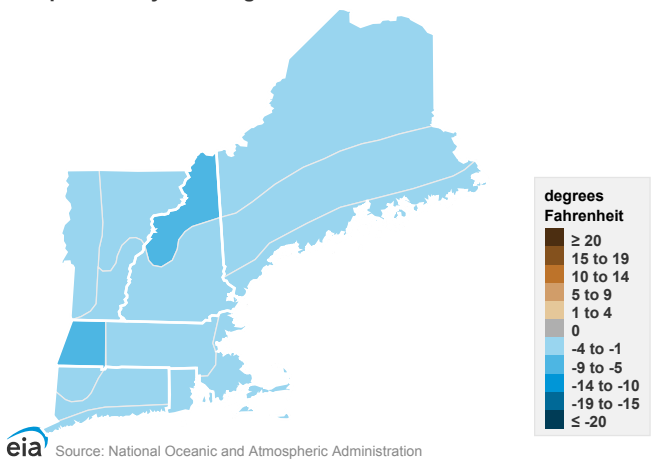 degrees
Fahrenheit
≥ 20
15 to 19
10 to 14
5 to 9
1 to 4
0
-4 to -1
-9 to -5
-14 to -10
-19 to -15
≤ -20
eia Source: National Oceanic and Atmospheric Administration